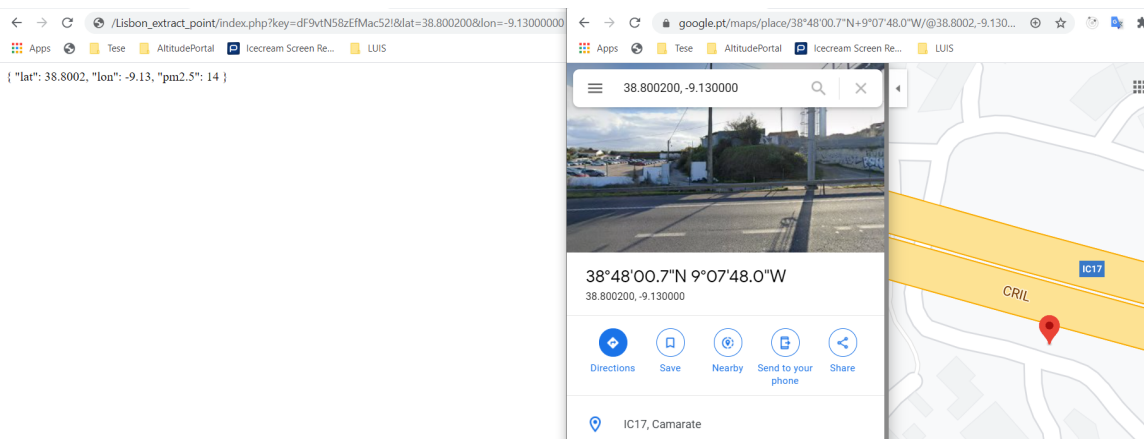 /Lisbon_extract_point/index.php?key=dF9vtN58zEfMac52!&lat=38.800200&lon=-9.13000000
Apps Tese AltitudePortal Icecream Screen Re... LUIS
{ "lat": 38.8002, "lon": -9.13, "pm2.5": 14 }
google.pt/maps/place/38°48'00.7"N+9°07'48.0"W/@38.8002,-9.130...
Apps Tese AltitudePortal Icecream Screen Re... LUIS
38.800200, -9.130000
38°48'00.7"N 9°07'48.0"W
38.800200, -9.130000
Directions Save Nearby Send to your phone Share
IC17, Camarate
IC17
CRIL